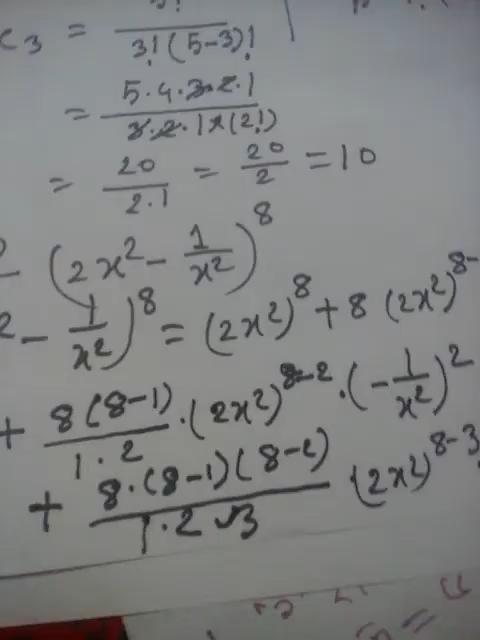 c₃ = 5! / 3!(5-3)!
= 5·4·3·2·1 / 3·2·1×(2!)
= 20 / 2·1 = 20 / 2 = 10
(2x² - 1/x²)⁸
² - 1/x²)⁸ = (2x²)⁸ + 8 (2x²)⁸⁻
+ 8(8-1) / 1·2 ·(2x²)⁸⁻² ·(-1/x²)²
+ 8·(8-1)(8-2) / 1·2·3 (2x²)⁸⁻³